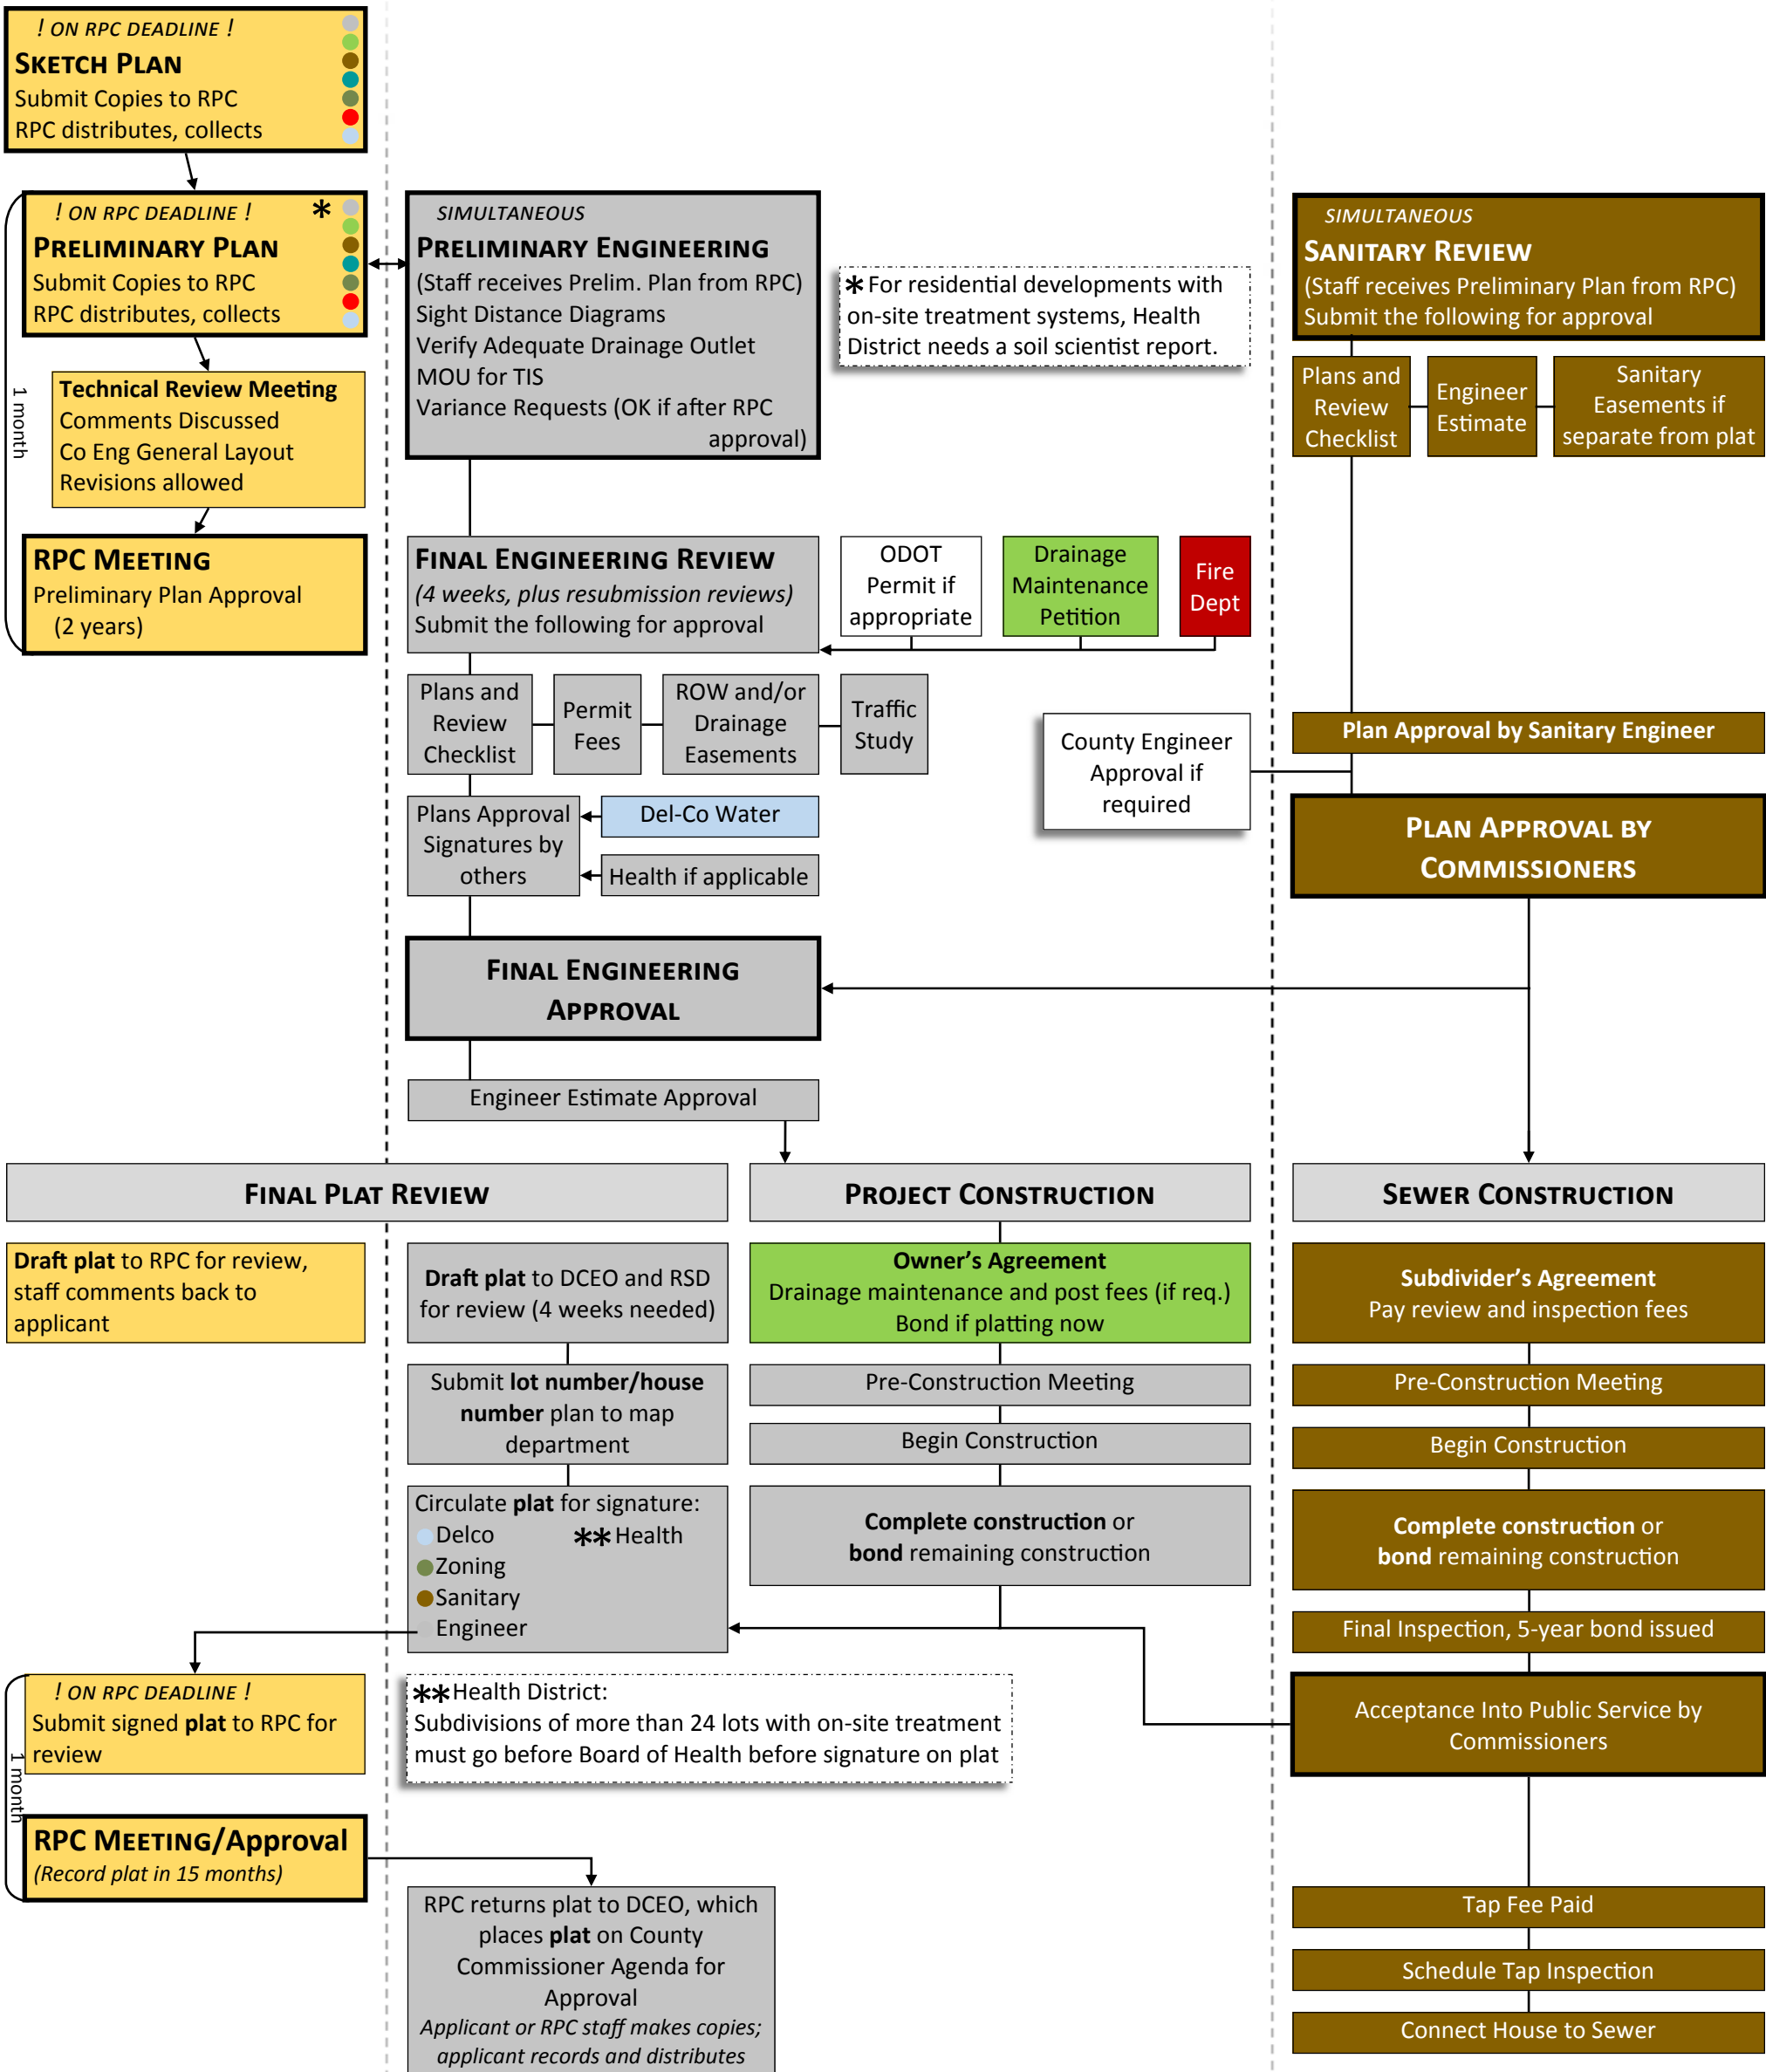 ! ON RPC DEADLINE !
SKETCH PLAN
Submit Copies to RPC
RPC distributes, collects
! ON RPC DEADLINE ! *
PRELIMINARY PLAN
Submit Copies to RPC
RPC distributes, collects
1 month
Technical Review Meeting
Comments Discussed
Co Eng General Layout
Revisions allowed
RPC MEETING
Preliminary Plan Approval
(2 years)
SIMULTANEOUS
PRELIMINARY ENGINEERING
(Staff receives Prelim. Plan from RPC)
Sight Distance Diagrams
Verify Adequate Drainage Outlet
MOU for TIS
Variance Requests (OK if after RPC
approval)
* For residential developments with
on-site treatment systems, Health
District needs a soil scientist report.
SIMULTANEOUS
SANITARY REVIEW
(Staff receives Preliminary Plan from RPC)
Submit the following for approval
Plans and
Review
Checklist
Engineer
Estimate
Sanitary
Easements if
separate from plat
FINAL ENGINEERING REVIEW
(4 weeks, plus resubmission reviews)
Submit the following for approval
ODOT
Permit if
appropriate
Drainage
Maintenance
Petition
Fire
Dept
Plans and
Review
Checklist
Permit
Fees
ROW and/or
Drainage
Easements
Traffic
Study
County Engineer
Approval if
required
Plan Approval by Sanitary Engineer
PLAN APPROVAL BY
COMMISSIONERS
Plans Approval
Signatures by
others
Del-Co Water
Health if applicable
FINAL ENGINEERING
APPROVAL
Engineer Estimate Approval
FINAL PLAT REVIEW
PROJECT CONSTRUCTION
SEWER CONSTRUCTION
Draft plat to RPC for review,
staff comments back to
applicant
Draft plat to DCEO and RSD
for review (4 weeks needed)
Submit lot number/house
number plan to map
department
Circulate plat for signature:
Delco ** Health
Zoning
Sanitary
Engineer
Owner's Agreement
Drainage maintenance and post fees (if req.)
Bond if platting now
Pre-Construction Meeting
Begin Construction
Complete construction or
bond remaining construction
Subdivider's Agreement
Pay review and inspection fees
Pre-Construction Meeting
Begin Construction
Complete construction or
bond remaining construction
Final Inspection, 5-year bond issued
Acceptance Into Public Service by
Commissioners
! ON RPC DEADLINE !
Submit signed plat to RPC for
review
1 month
** Health District:
Subdivisions of more than 24 lots with on-site treatment
must go before Board of Health before signature on plat
RPC MEETING/Approval
(Record plat in 15 months)
RPC returns plat to DCEO, which
places plat on County
Commissioner Agenda for
Approval
Applicant or RPC staff makes copies;
applicant records and distributes
Tap Fee Paid
Schedule Tap Inspection
Connect House to Sewer